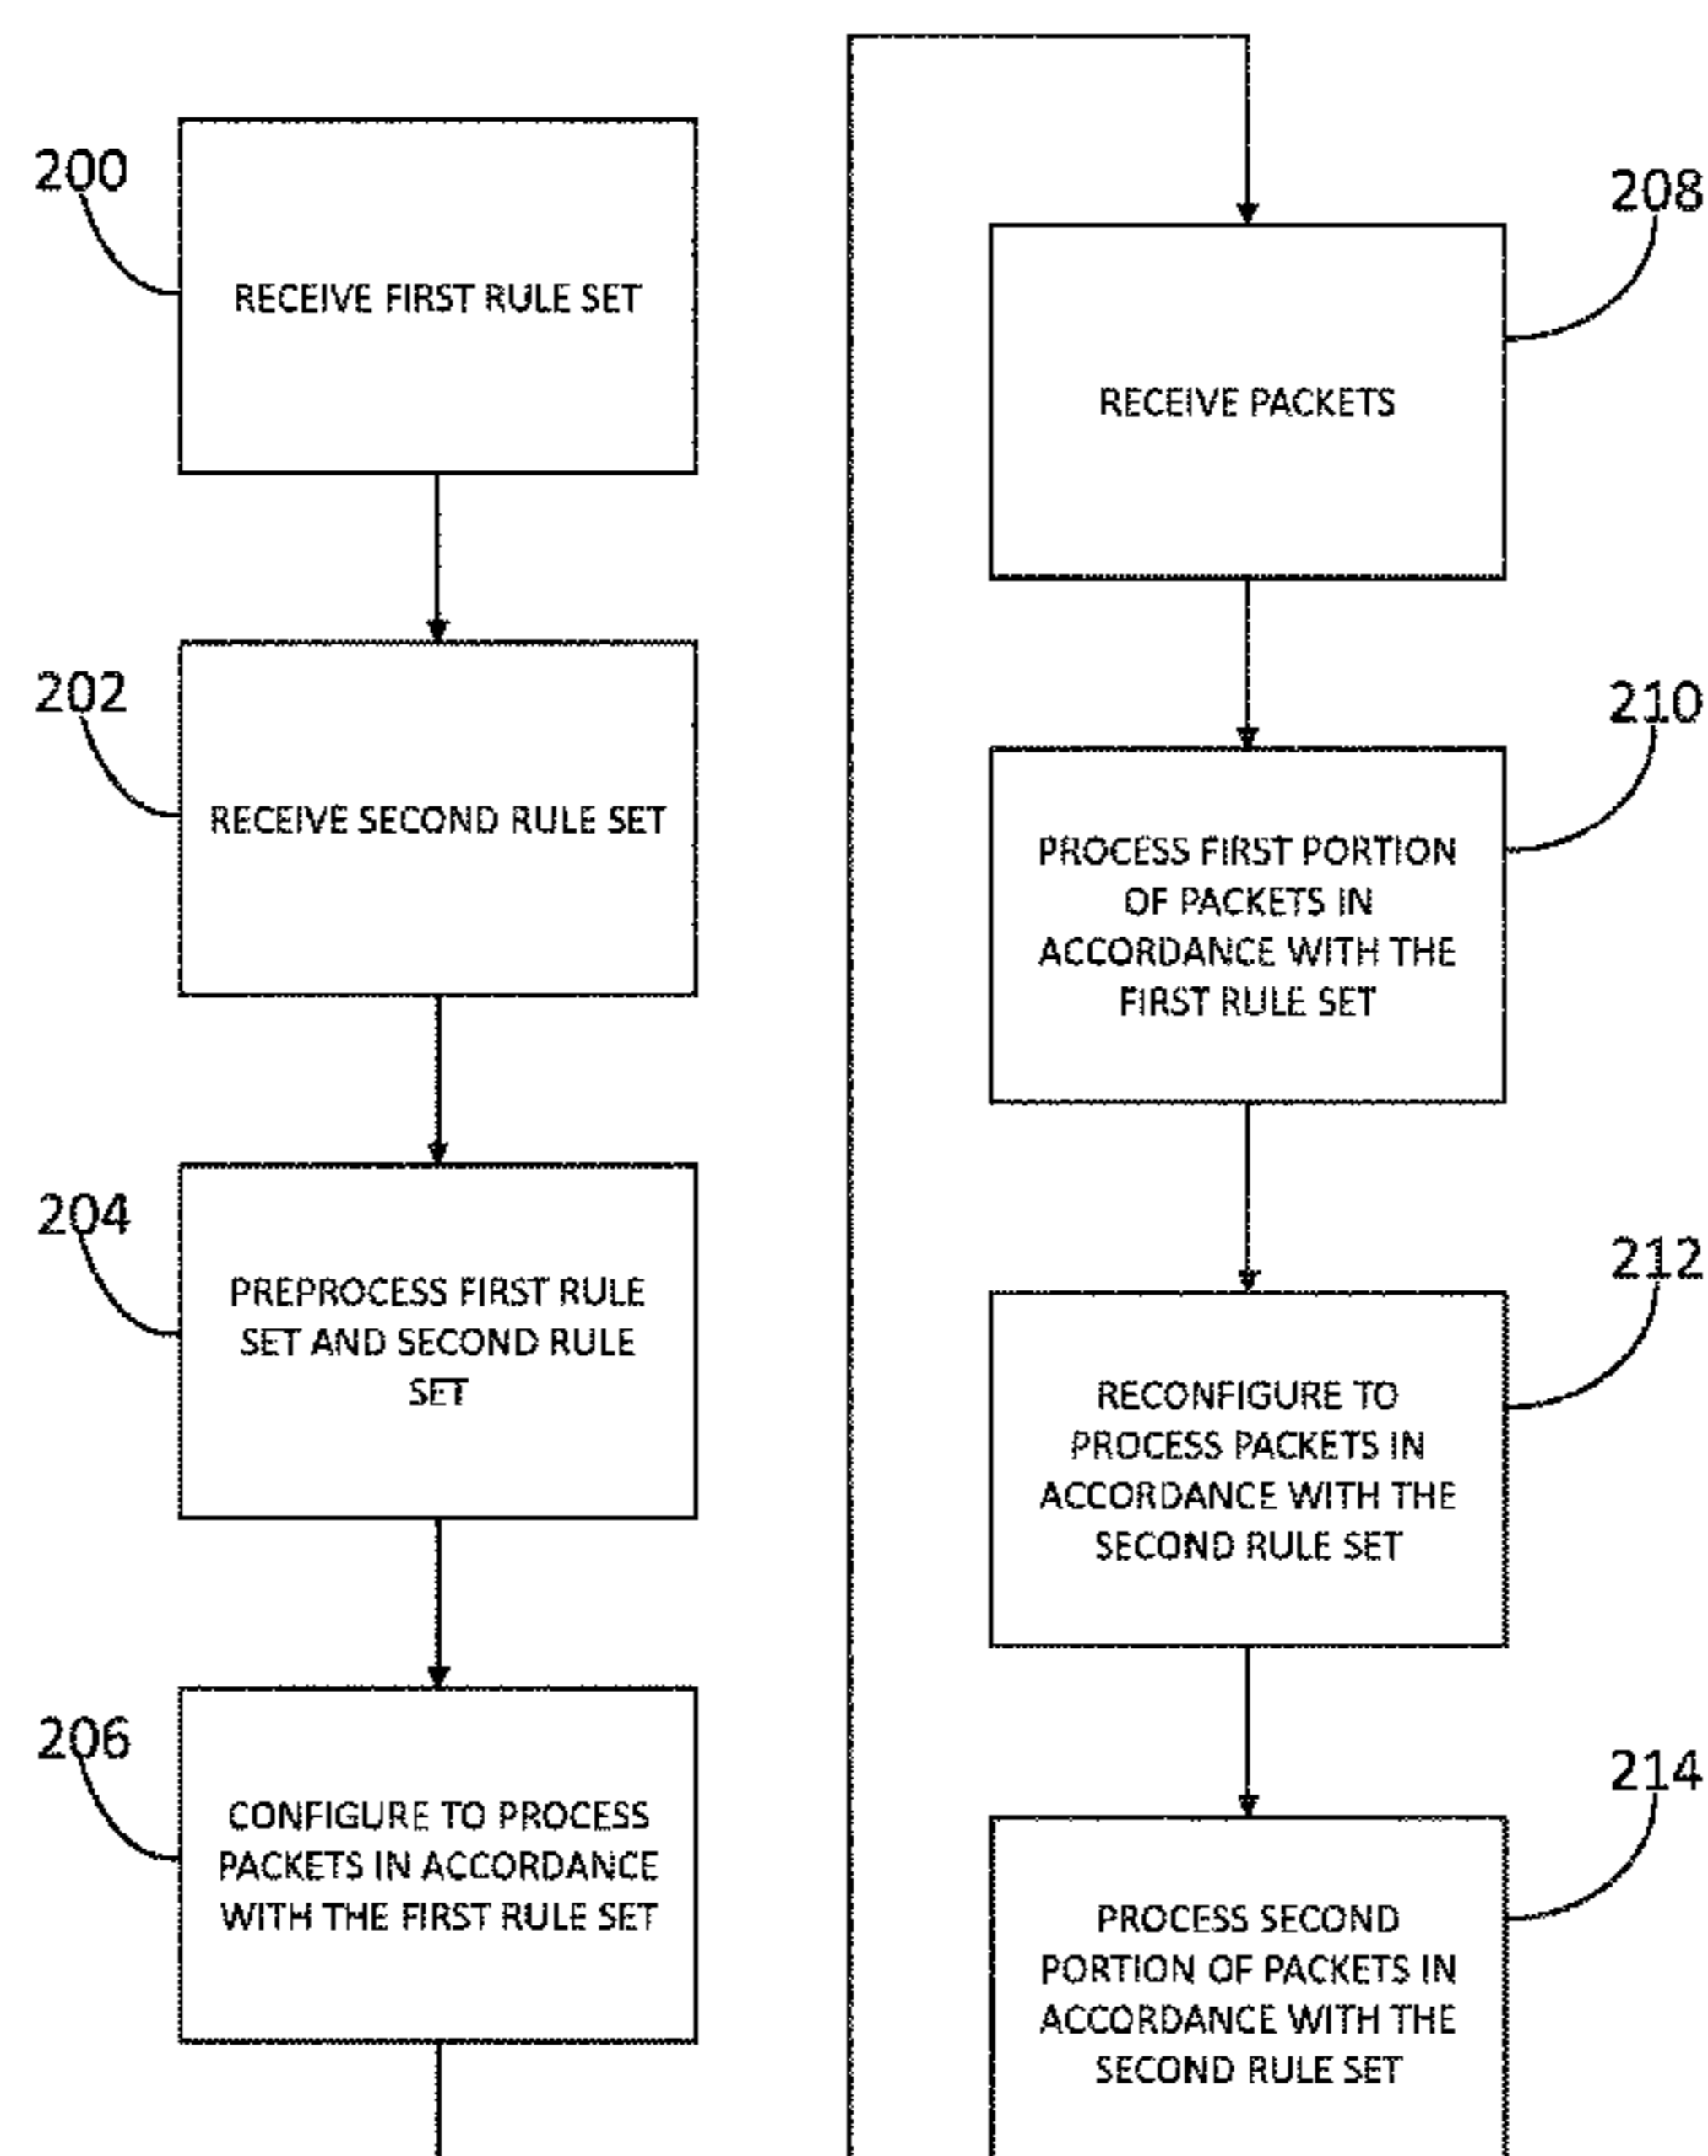 200
RECEIVE FIRST RULE SET
202
RECEIVE SECOND RULE SET
204
PREPROCESS FIRST RULE
SET AND SECOND RULE
SET
206
CONFIGURE TO PROCESS
PACKETS IN ACCORDANCE
WITH THE FIRST RULE SET
208
RECEIVE PACKETS
210
PROCESS FIRST PORTION
OF PACKETS IN
ACCORDANCE WITH THE
FIRST RULE SET
212
RECONFIGURE TO
PROCESS PACKETS IN
ACCORDANCE WITH THE
SECOND RULE SET
214
PROCESS SECOND
PORTION OF PACKETS IN
ACCORDANCE WITH THE
SECOND RULE SET